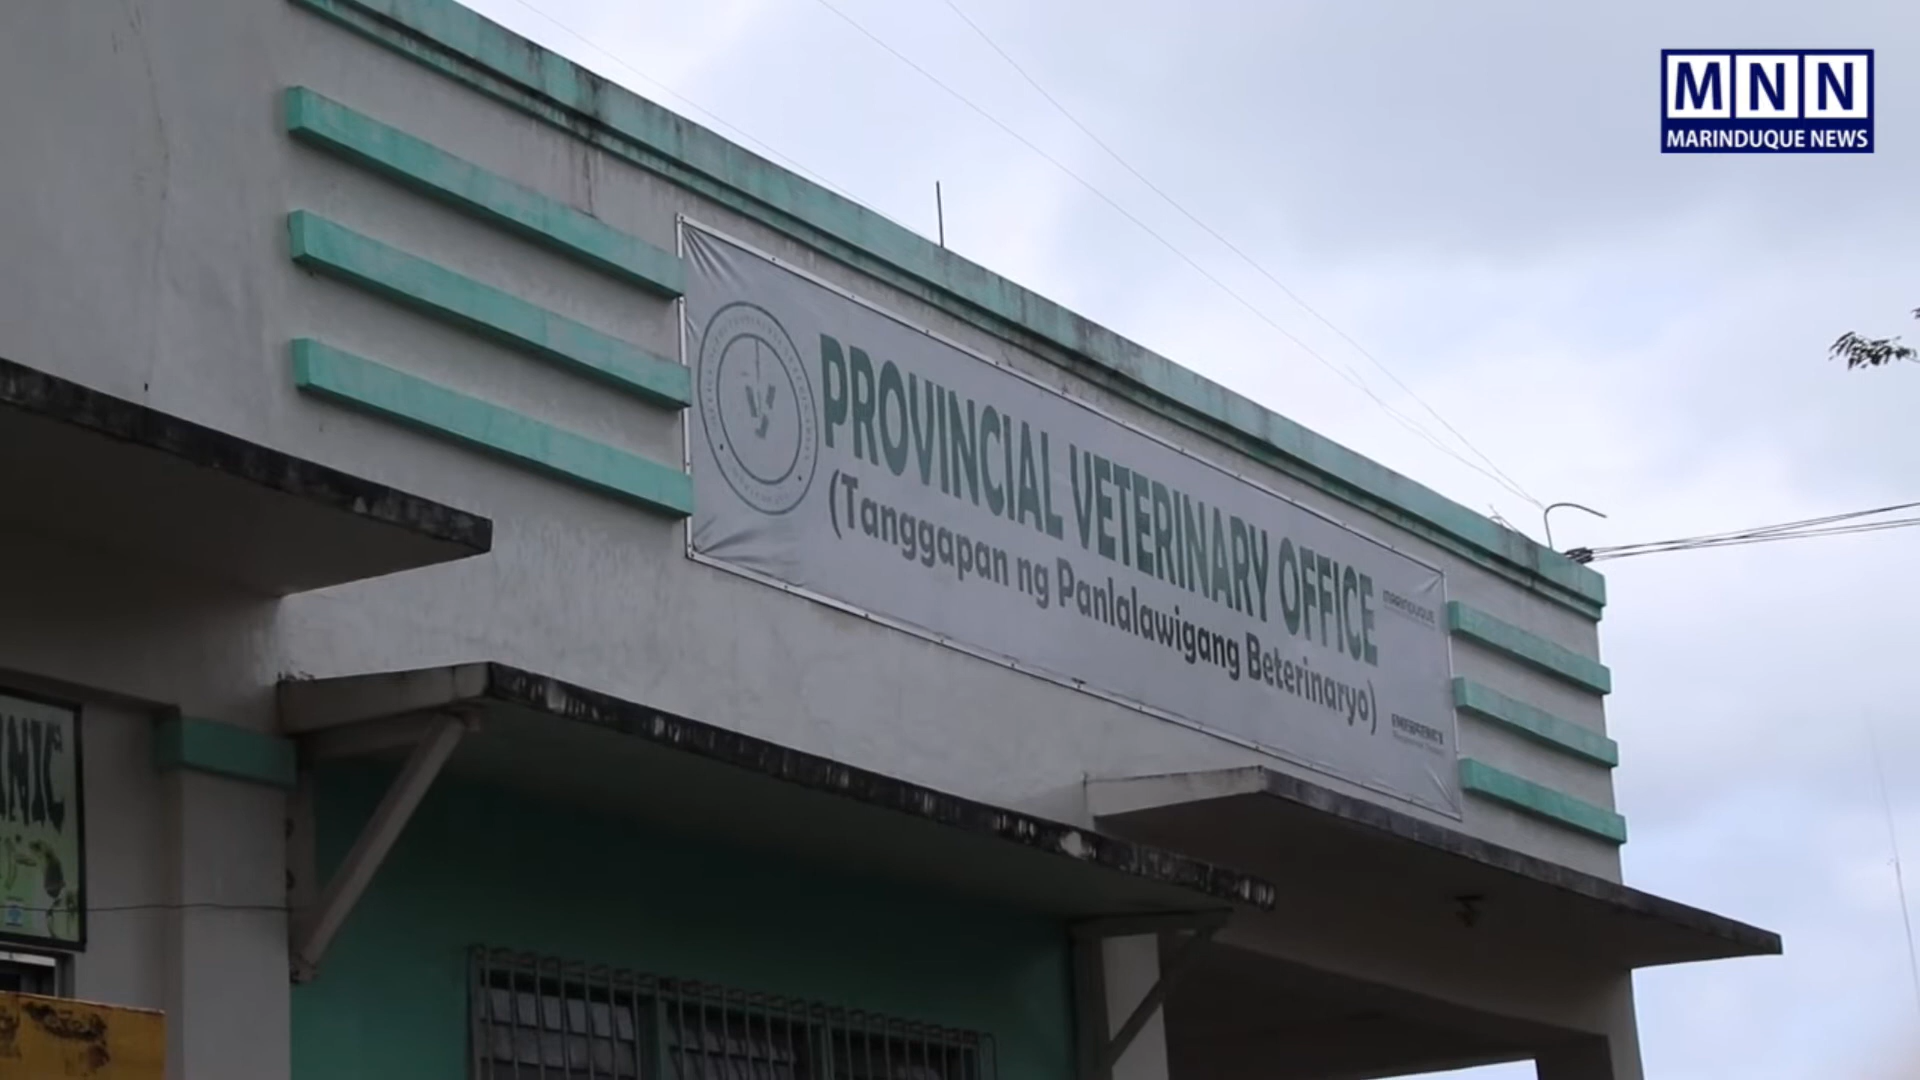 MNN
MARINDUQUE NEWS
PROVINCIAL VETERINARY OFFICE
(Tanggapan ng Panlalawigang Beterinaryo)
MARINDUQUE
EMERGENCY